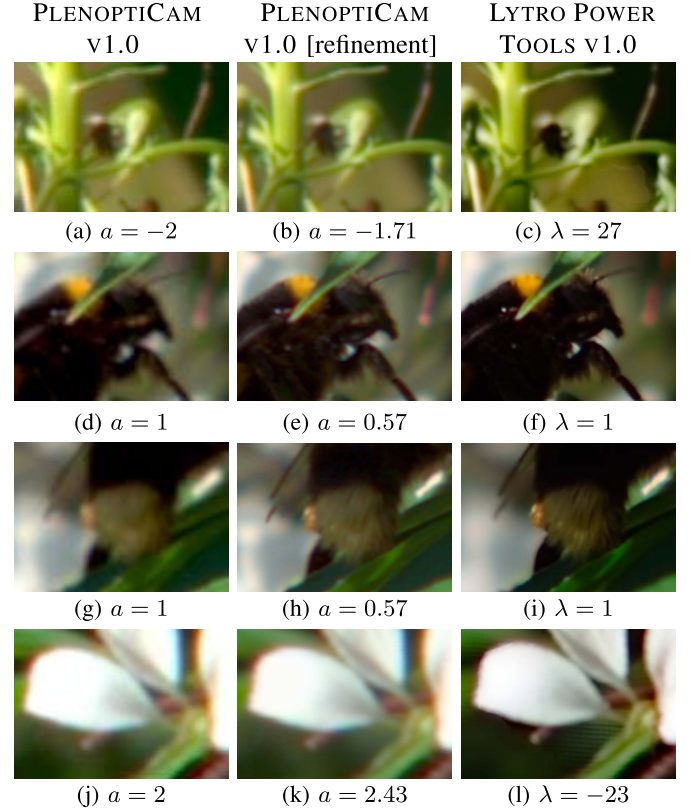 PLENOPTICAM PLENOPTICAM LYTRO POWER
V1.0 V1.0 [refinement] TOOLS V1.0
(a) a = −2 (b) a = −1.71 (c) λ = 27
(d) a = 1 (e) a = 0.57 (f) λ = 1
(g) a = 1 (h) a = 0.57 (i) λ = 1
(j) a = 2 (k) a = 2.43 (l) λ = −23